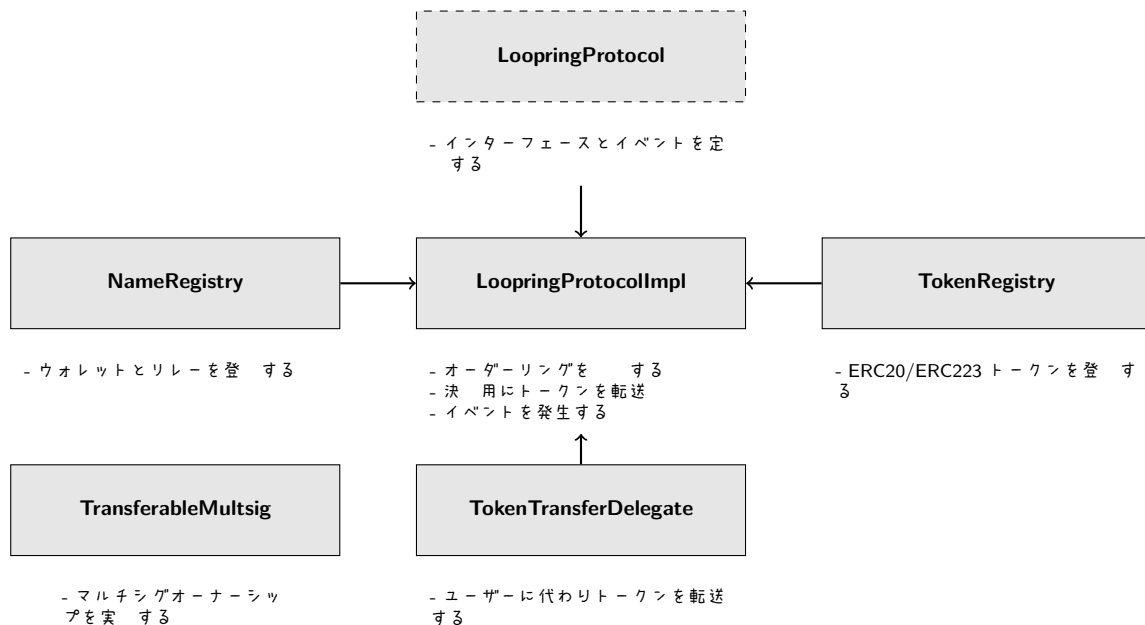 LoopringProtocol
- インターフェースとイベントを定
する
NameRegistry
LoopringProtocolImpl
TokenRegistry
- ウォレットとリレーを登 する
- オーダーリングを する
- 決 用にトークンを転送
- イベントを発生する
- ERC20/ERC223 トークンを登 す
る
TransferableMultsig
TokenTransferDelegate
- マルチシグオーナーシッ
プを実 する
- ユーザーに代わりトークンを転送
する